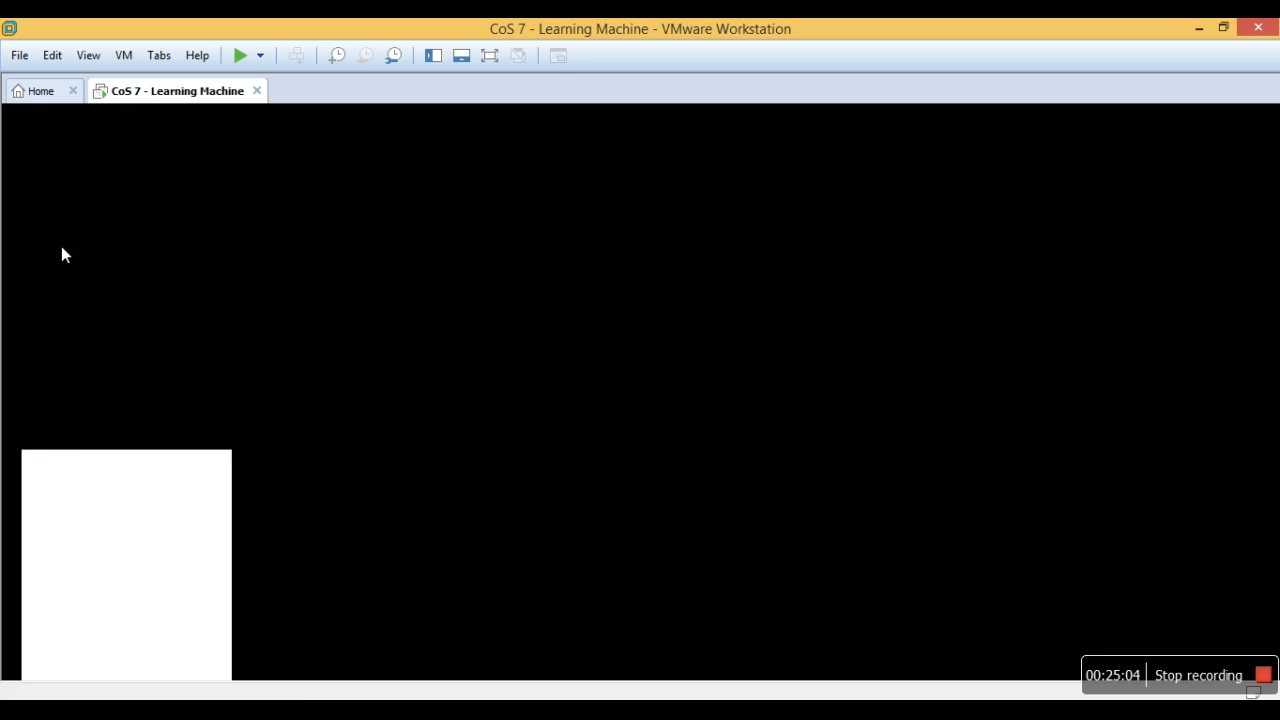 CoS 7 - Learning Machine - VMware Workstation
File Edit View VM Tabs Help
Home CoS 7 - Learning Machine
00:25:04 Stop recording